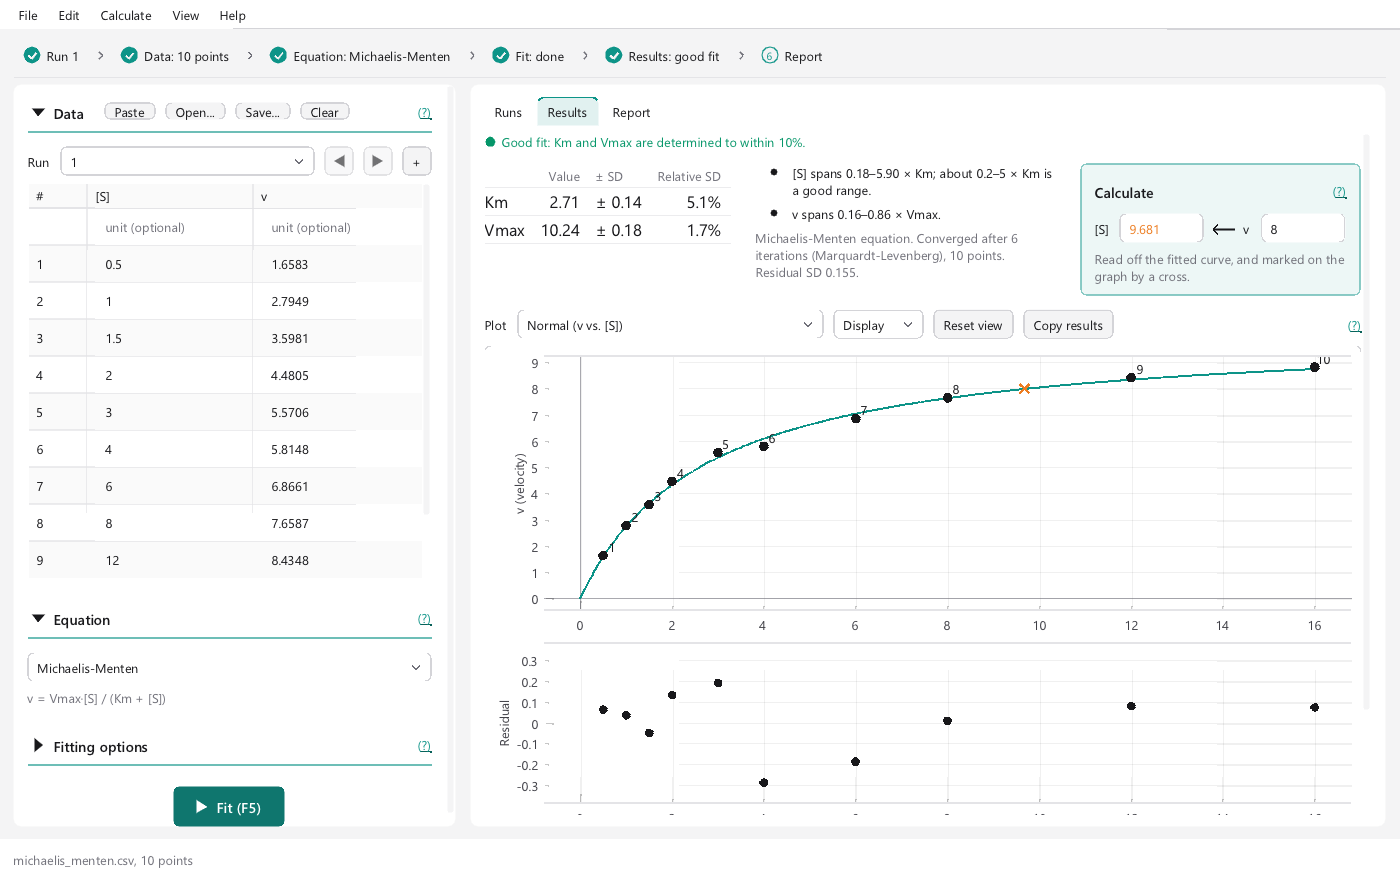 File Edit Calculate View Help
Run 1 > Data: 10 points > Equation: Michaelis-Menten > Fit: done > Results: good fit > 6 Report
Data Paste Open... Save... Clear (?)
Run 1 +
# [S] v
unit (optional) unit (optional)
1 0.5 1.6583
2 1 2.7949
3 1.5 3.5981
4 2 4.4805
5 3 5.5706
6 4 5.8148
7 6 6.8661
8 8 7.6587
9 12 8.4348
Equation (?)
Michaelis-Menten
v = Vmax·[S] / (Km + [S])
Fitting options (?)
Fit (F5)
Runs Results Report
Good fit: Km and Vmax are determined to within 10%.
Value ± SD Relative SD
Km 2.71 ± 0.14 5.1%
Vmax 10.24 ± 0.18 1.7%
[S] spans 0.18–5.90 × Km; about 0.2–5 × Km is
a good range.
v spans 0.16–0.86 × Vmax.
Michaelis-Menten equation. Converged after 6
iterations (Marquardt-Levenberg), 10 points.
Residual SD 0.155.
Calculate (?)
[S] 9.681 ← v 8
Read off the fitted curve, and marked on the
graph by a cross.
Plot Normal (v vs. [S]) Display Reset view Copy results (?)
v (velocity)
9
8
7
6
5
4
3
2
1
0
1 2 3 4 5 6 7 8 9 10
0 2 4 6 8 10 12 14 16
Residual
0.3
0.2
0.1
0
-0.1
-0.2
-0.3
michaelis_menten.csv, 10 points